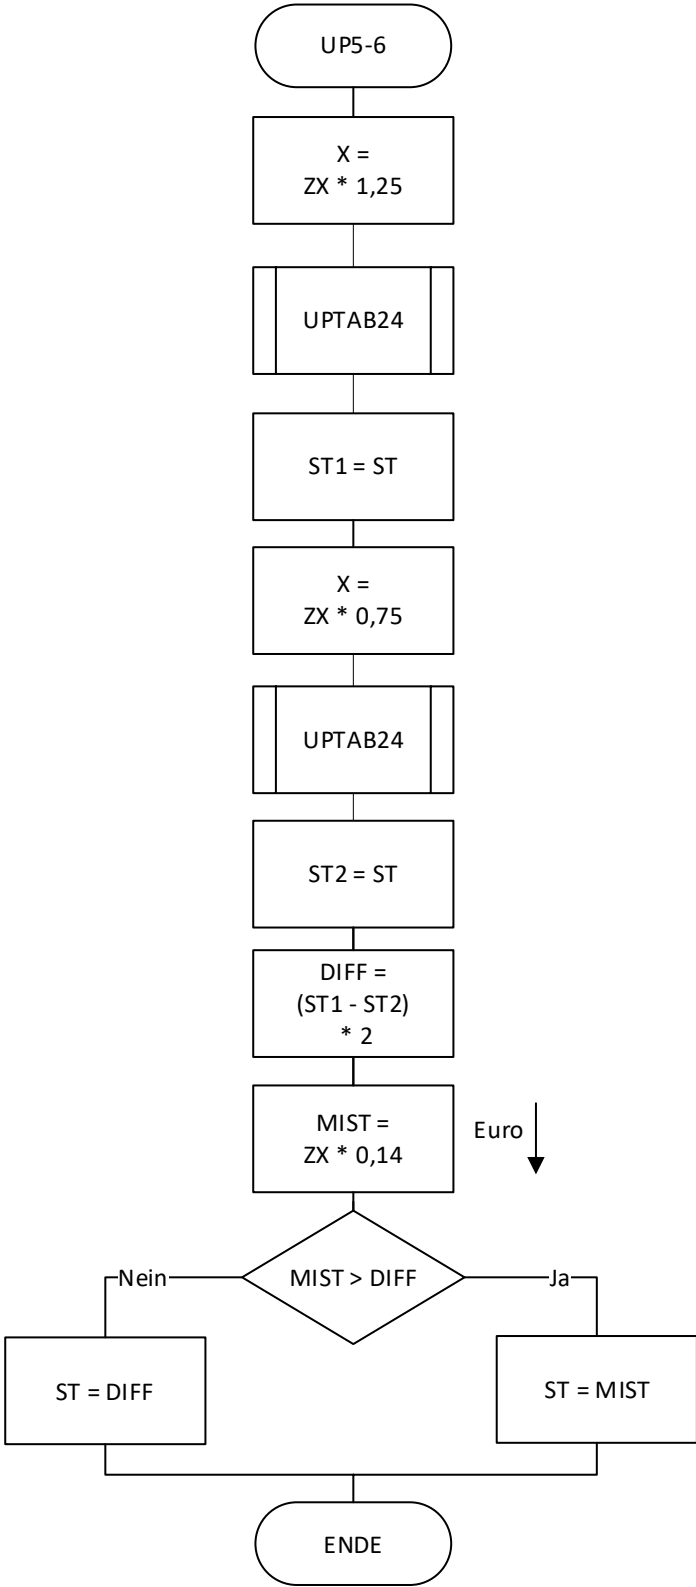 UP5-6
X =
ZX * 1,25
UPTAB24
ST1 = ST
X =
ZX * 0,75
UPTAB24
ST2 = ST
DIFF =
(ST1 - ST2)
* 2
MIST =
ZX * 0,14
Euro
MIST > DIFF
Nein
Ja
ST = DIFF
ST = MIST
ENDE